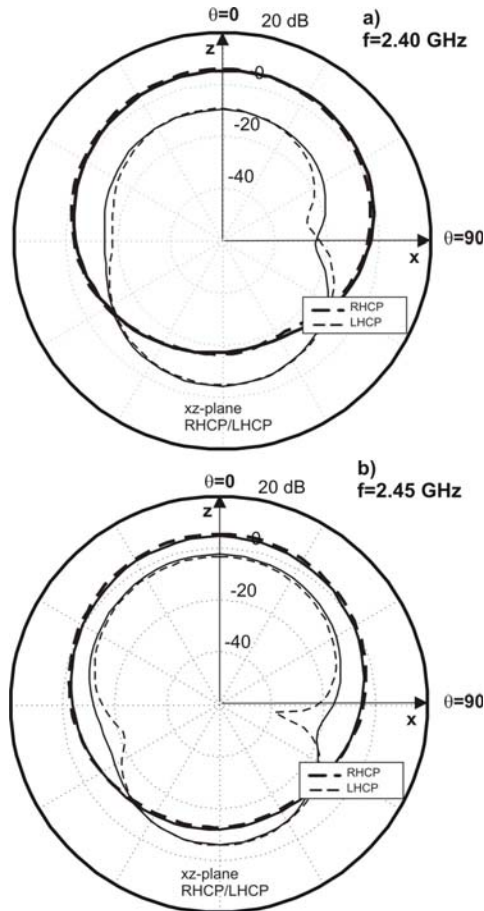 θ=0
20 dB
a)
f=2.40 GHz
z
0
-20
-40
θ=90
x
RHCP
LHCP
xz-plane
RHCP/LHCP
b)
θ=0
20 dB
f=2.45 GHz
z
0
-20
-40
θ=90
x
RHCP
LHCP
xz-plane
RHCP/LHCP